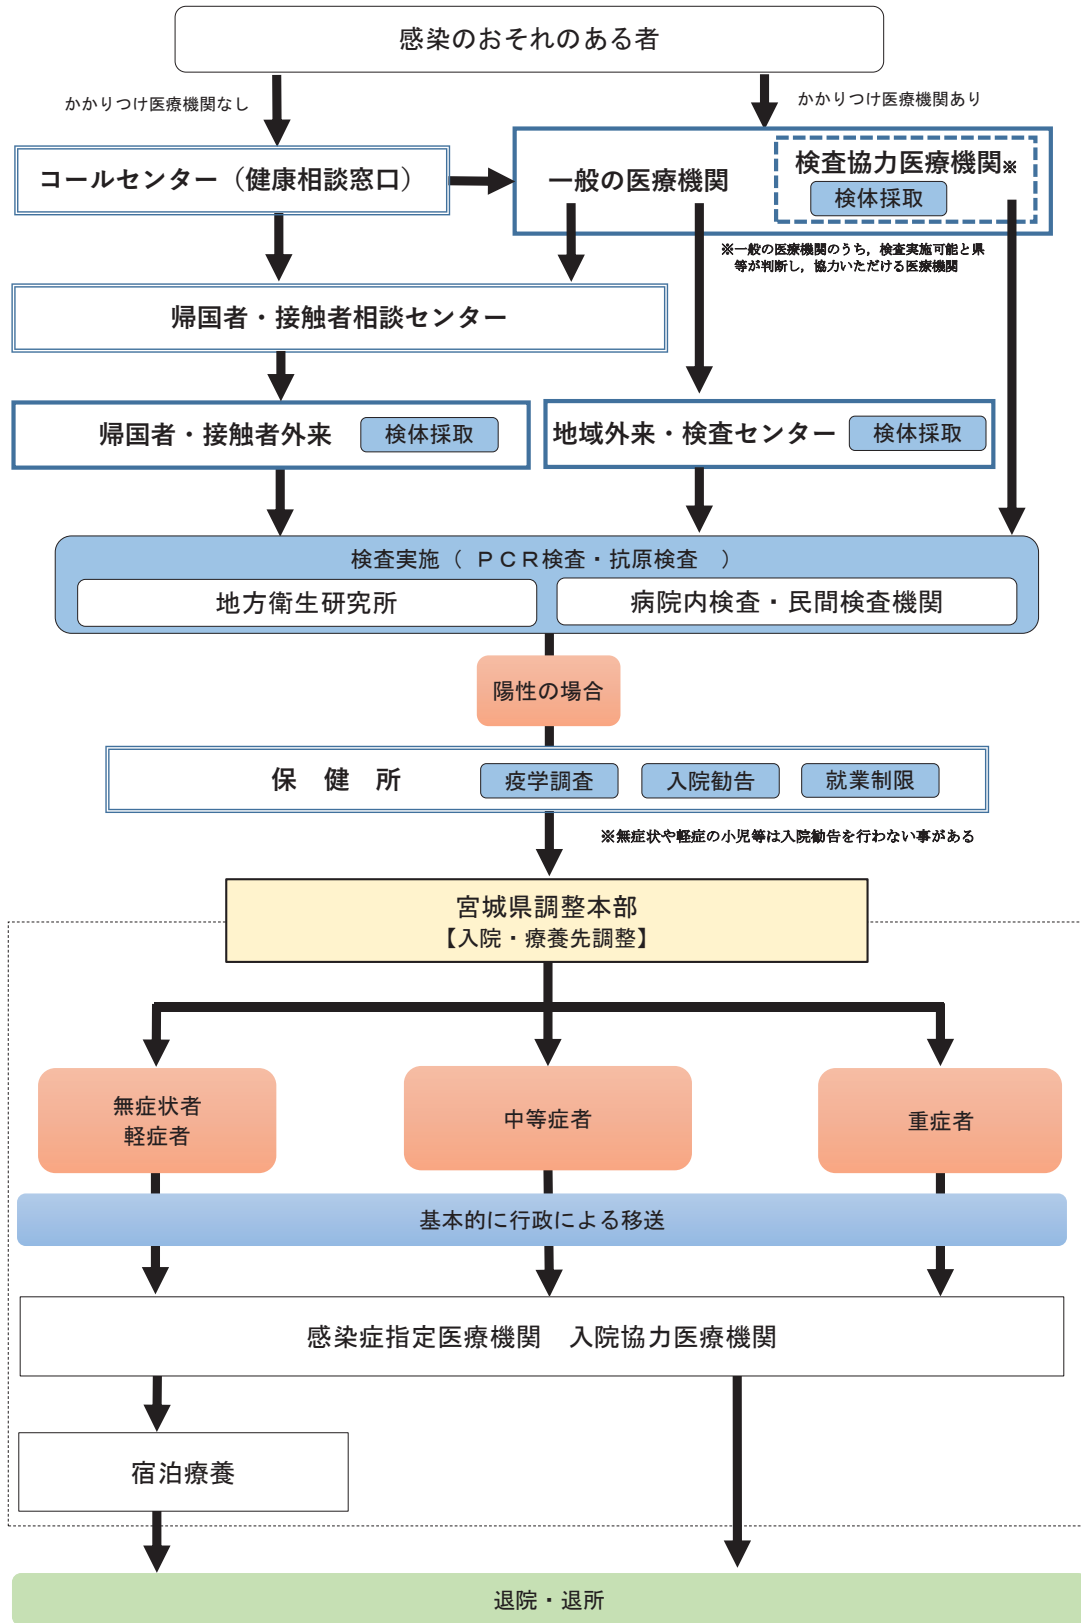 感染のおそれのある者
かかりつけ医療機関なし
かかりつけ医療機関あり
コールセンター（健康相談窓口）
一般の医療機関
検査協力医療機関※
検体採取
※一般の医療機関のうち，検査実施可能と県
等が判断し，協力いただける医療機関
帰国者・接触者相談センター
帰国者・接触者外来
検体採取
地域外来・検査センター
検体採取
検査実施（ ＰＣＲ検査・抗原検査 ）
地方衛生研究所
病院内検査・民間検査機関
陽性の場合
保 健 所
疫学調査
入院勧告
就業制限
※無症状や軽症の小児等は入院勧告を行わない事がある
宮城県調整本部
【入院・療養先調整】
無症状者
軽症者
中等症者
重症者
基本的に行政による移送
感染症指定医療機関 入院協力医療機関
宿泊療養
退院・退所